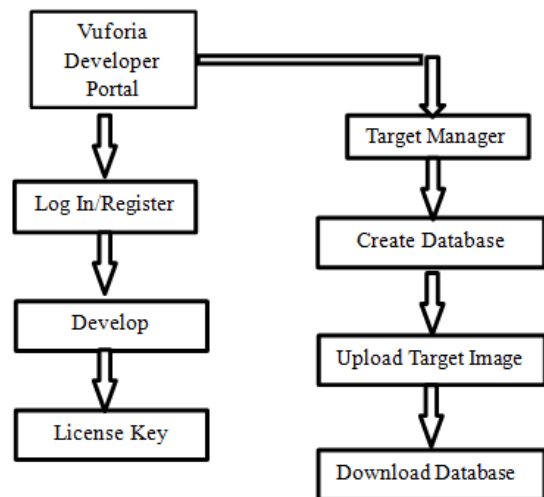 Vuforia
Developer
Portal
Log In/Register
Develop
License Key
Target Manager
Create Database
Upload Target Image
Download Database